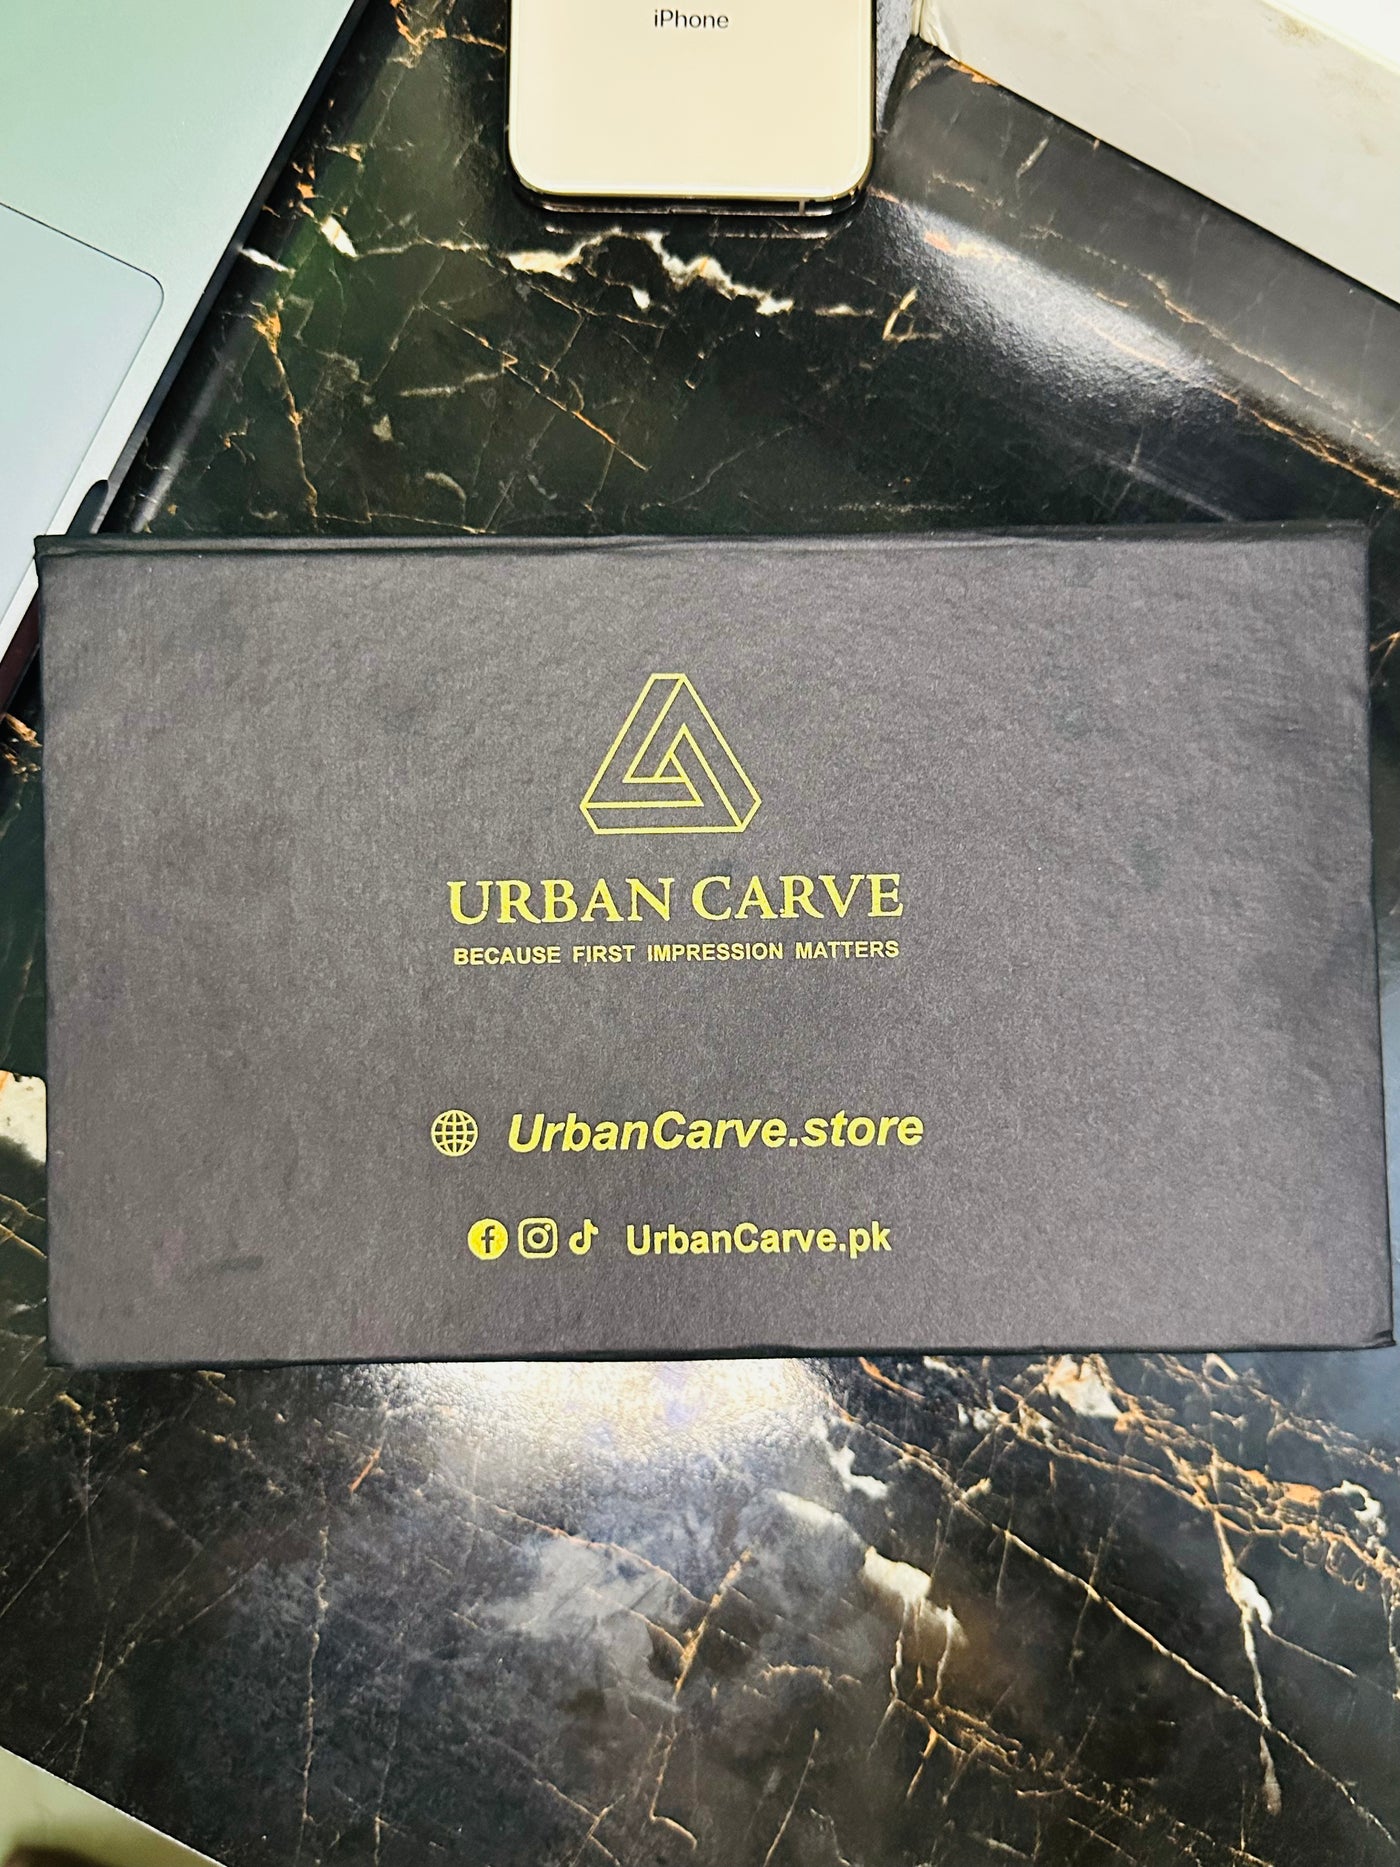 iPhone
URBAN CARVE
BECAUSE FIRST IMPRESSION MATTERS
UrbanCarve.store
UrbanCarve.pk